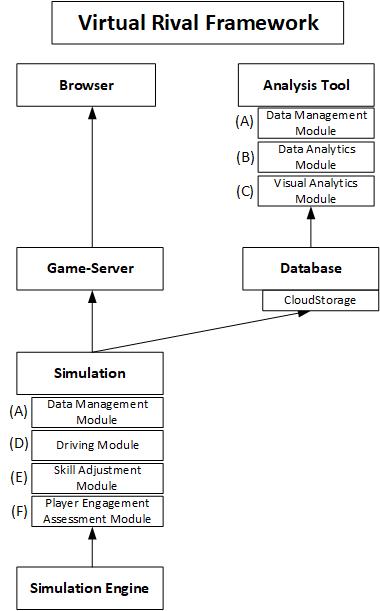 Virtual Rival Framework
Browser
Analysis Tool
(A) Data Management
Module
(B) Data Analytics
Module
(C) Visual Analytics
Module
Game-Server
Database
CloudStorage
Simulation
(A) Data Management
Module
(D) Driving Module
(E) Skill Adjustment
Module
(F) Player Engagement
Assessment Module
Simulation Engine